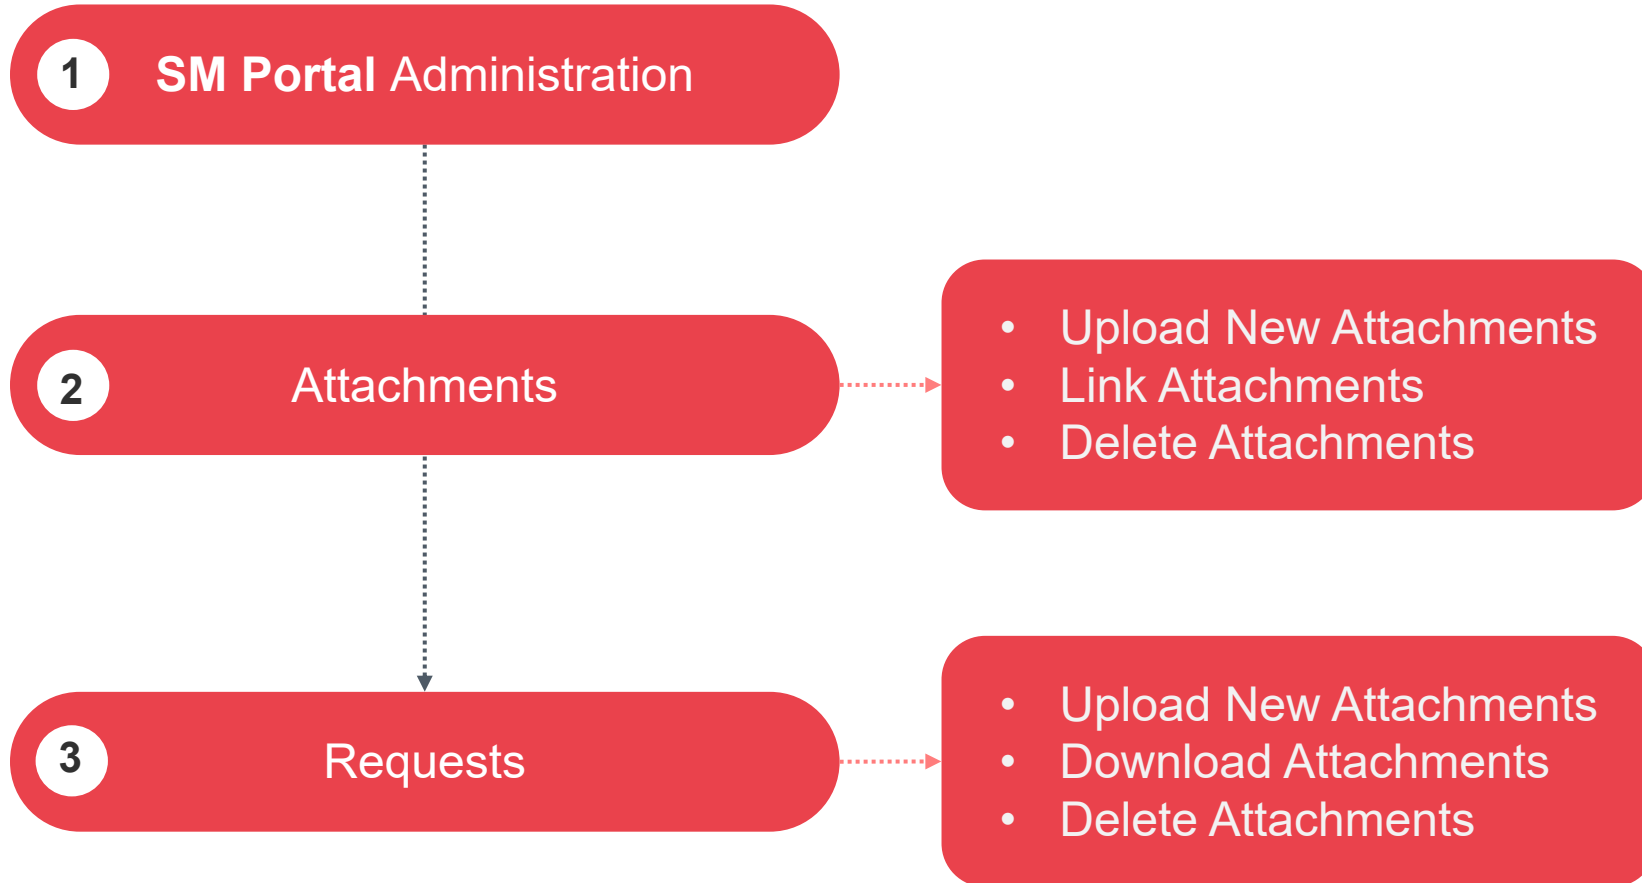 1 SM Portal Administration
2 Attachments
• Upload New Attachments
• Link Attachments
• Delete Attachments
3 Requests
• Upload New Attachments
• Download Attachments
• Delete Attachments